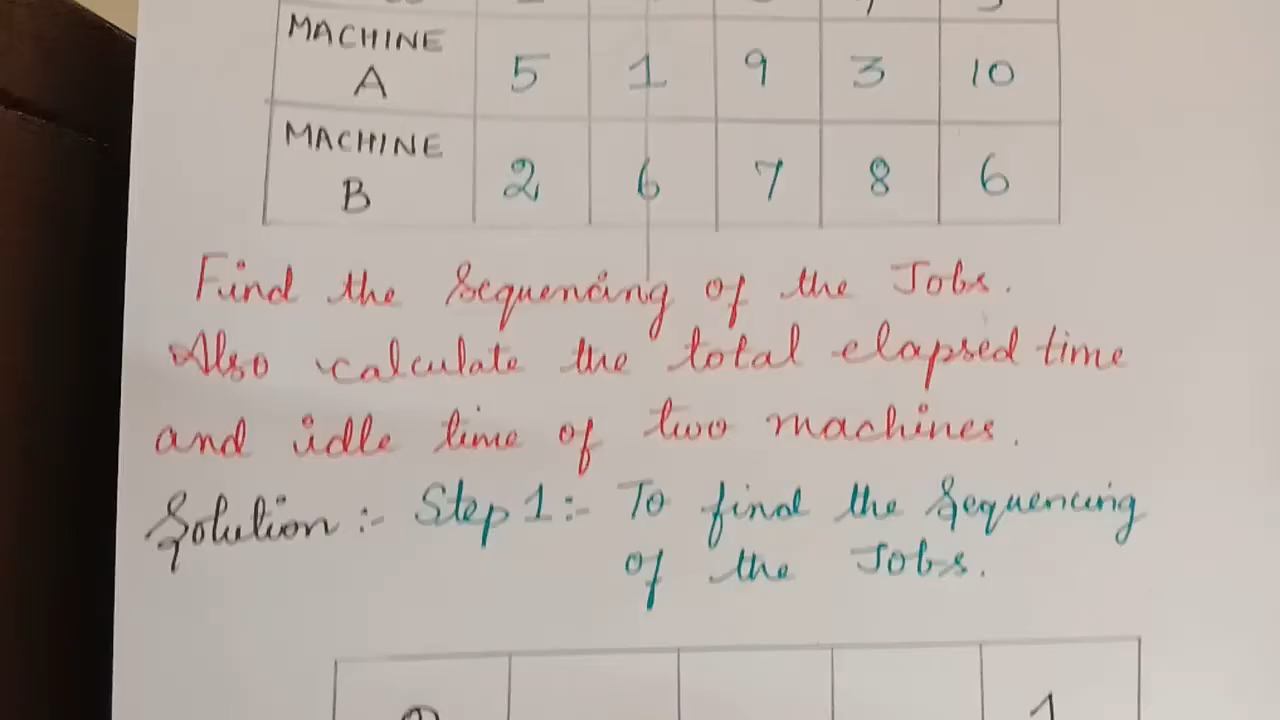 MACHINE A 5 1 9 3 10
MACHINE B 2 6 7 8 6
Find the Sequencing of the Jobs.
Also calculate the total elapsed time
and idle time of two machines.
Solution :- Step 1 :- To find the Sequencing
of the Jobs.